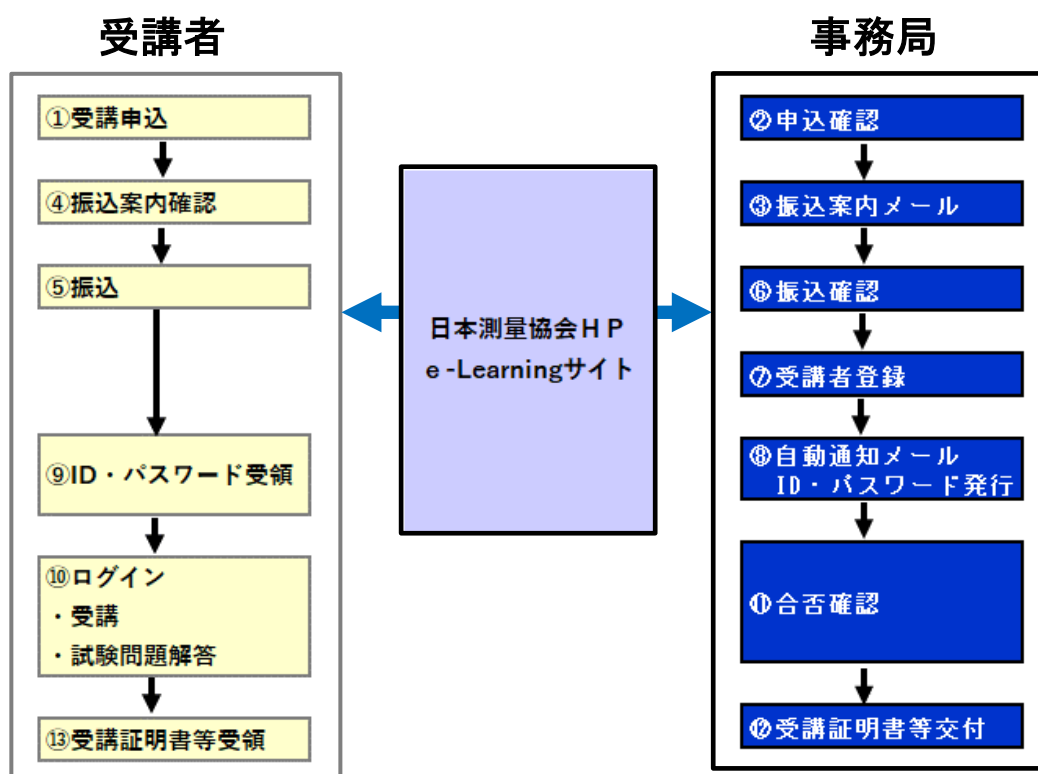 受講者
①受講申込
④振込案内確認
⑤振込
⑨ID・パスワード受領
⑩ログイン
・受講
・試験問題解答
⑬受講証明書等受領
日本測量協会HP
e-Learningサイト
事務局
②申込確認
③振込案内メール
⑥振込確認
⑦受講者登録
⑧自動通知メール
ID・パスワード発行
⑪合否確認
⑫受講証明書等交付